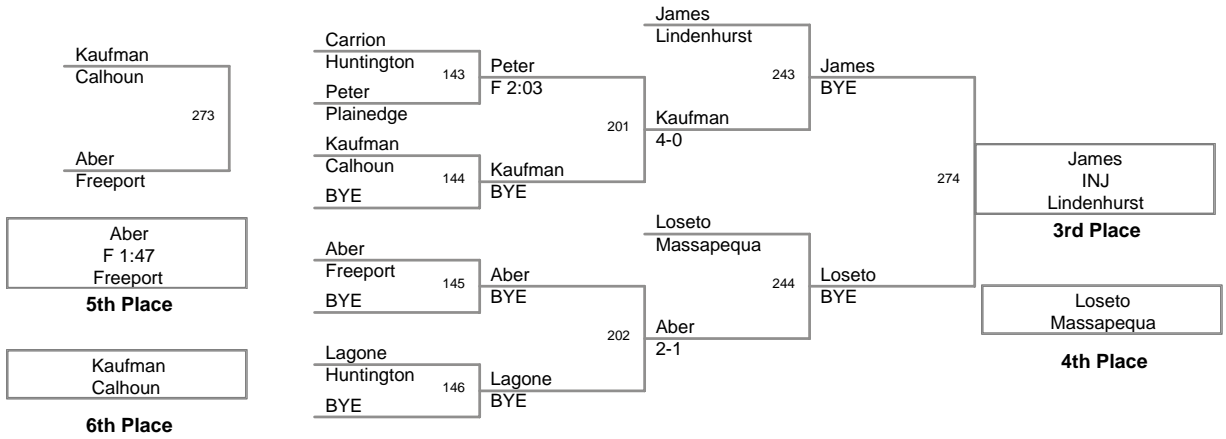 Kaufman
Calhoun
273
Aber
Freeport
Aber
F 1:47
Freeport
5th Place
Kaufman
Calhoun
6th Place
Carrion
Huntington
143
Peter
Plainedge
Kaufman
Calhoun
144
BYE
Aber
Freeport
145
BYE
Lagone
Huntington
146
BYE
Peter
F 2:03
201
Kaufman
BYE
Aber
BYE
202
Lagone
BYE
James
Lindenhurst
243
Kaufman
4-0
Loseto
Massapequa
244
Aber
2-1
James
BYE
274
Loseto
BYE
James
INJ
Lindenhurst
3rd Place
Loseto
Massapequa
4th Place